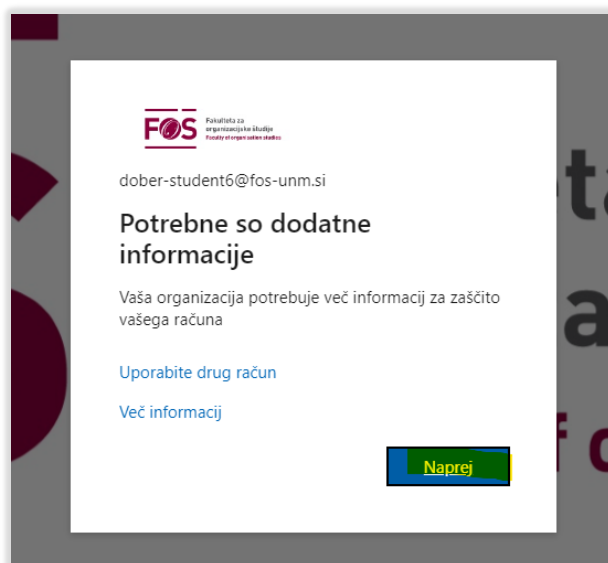 FOS
Fakulteta za
organizacijske študije
Faculty of organisation studies
dober-student6@fos-unm.si
Potrebne so dodatne
informacije
Vaša organizacija potrebuje več informacij za zaščito
vašega računa
Uporabite drug račun
Več informacij
Naprej